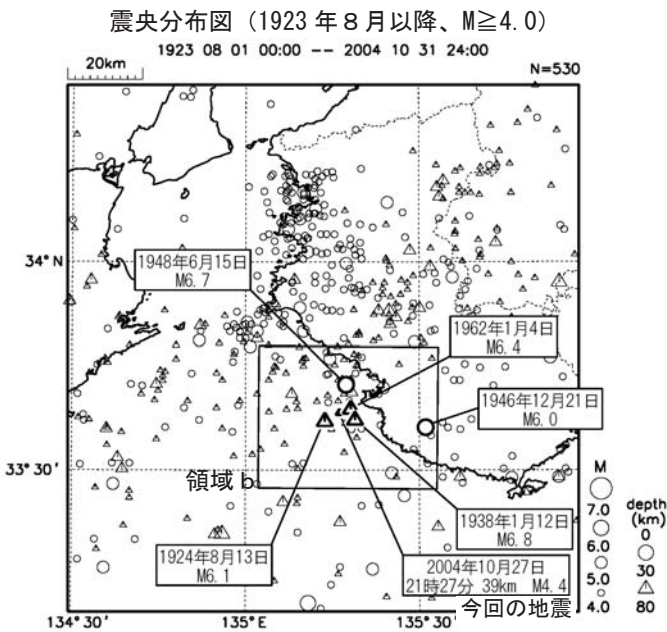 震央分布図（1923年８月以降、M≧4.0）
1923 08 01 00:00 -- 2004 10 31 24:00
20km
N=530
34°N
1948年6月15日
M6.7
1962年1月4日
M6.4
1946年12月21日
M6.0
33°30'
領域b
1938年1月12日
M6.8
1924年8月13日
M6.1
2004年10月27日
21時27分 39km M4.4
今回の地震
M
7.0
6.0
5.0
4.0
depth
(km)
0
30
80
134°30'
135°E
135°30'